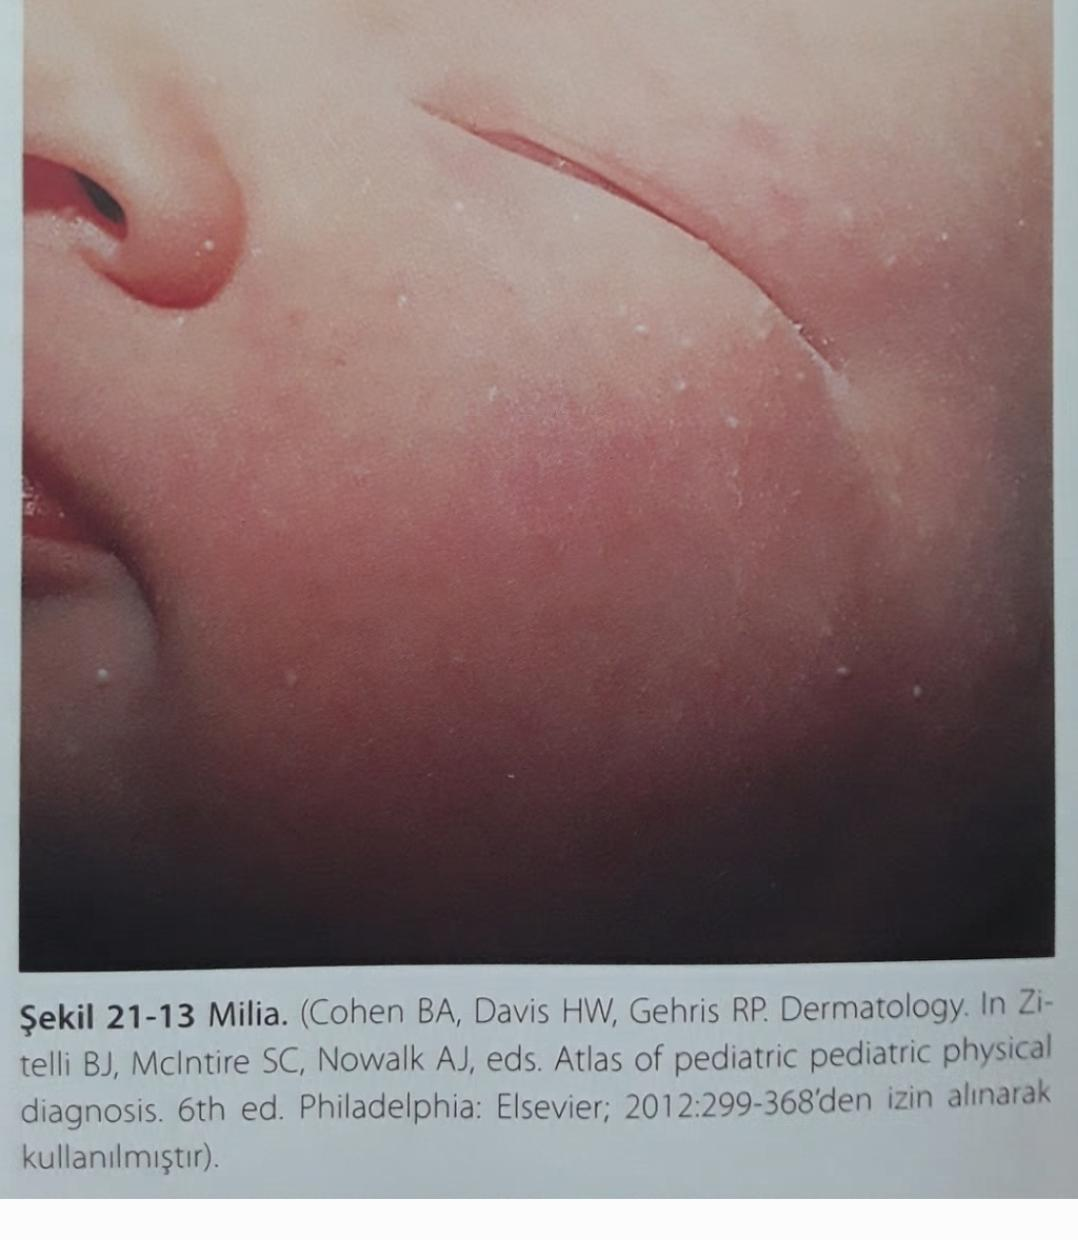 Şekil 21-13 Milia. (Cohen BA, Davis HW, Gehris RP. Dermatology. In Zi-
telli BJ, McIntire SC, Nowalk AJ, eds. Atlas of pediatric pediatric physical
diagnosis. 6th ed. Philadelphia: Elsevier; 2012:299-368’den izin alınarak
kullanılmıştır).